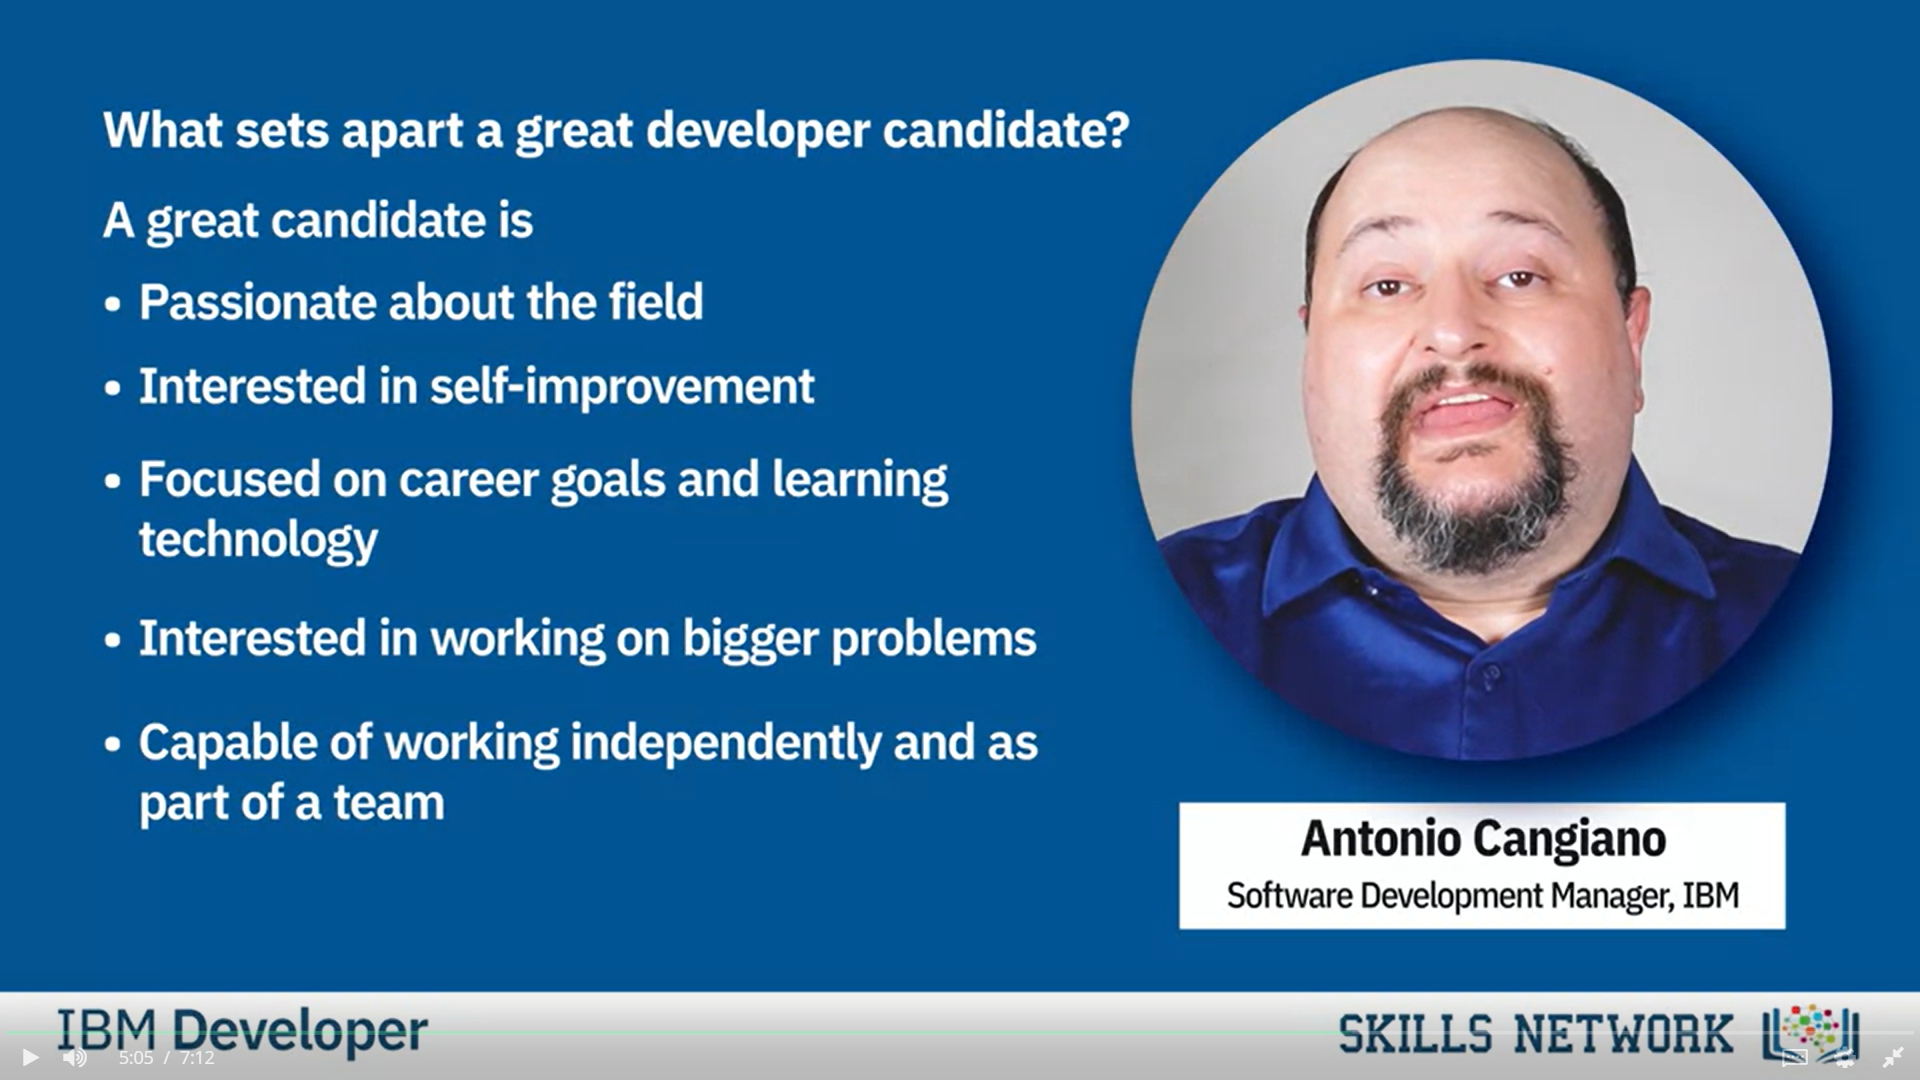 What sets apart a great developer candidate?
A great candidate is
• Passionate about the field
• Interested in self-improvement
• Focused on career goals and learning
technology
• Interested in working on bigger problems
• Capable of working independently and as
part of a team
Antonio Cangiano
Software Development Manager, IBM
IBM Developer
SKILLS NETWORK
5:05 / 7:12